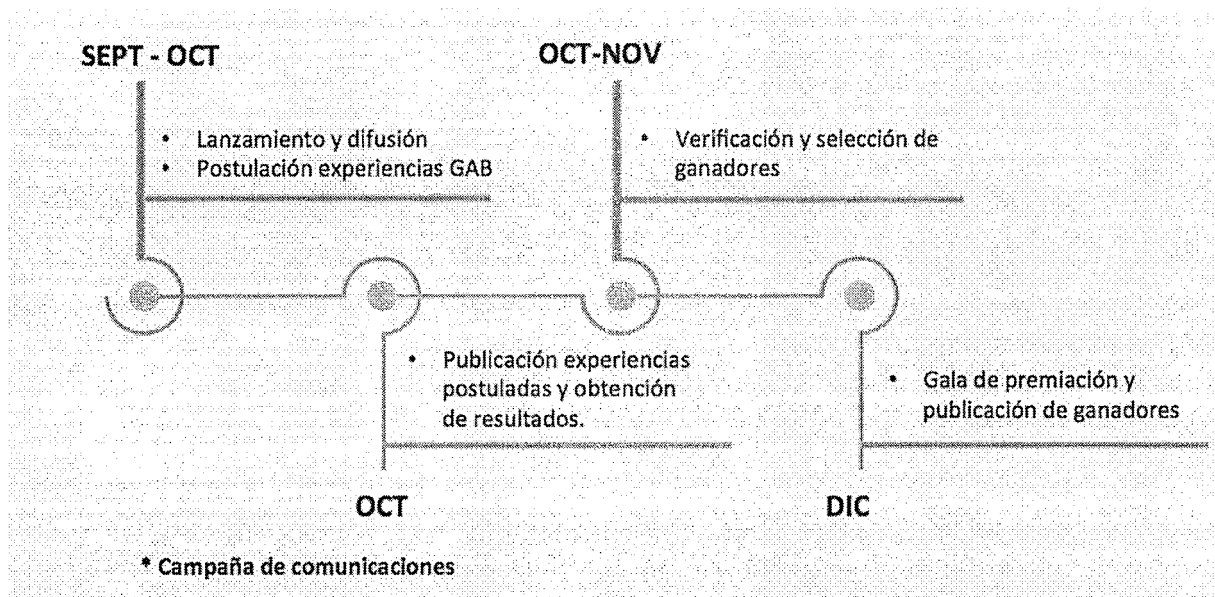 SEPT - OCT
• Lanzamiento y difusión
• Postulación experiencias GAB
OCT
• Publicación experiencias
postuladas y obtención
de resultados.
OCT-NOV
• Verificación y selección de
ganadores
DIC
• Gala de premiación y
publicación de ganadores
* Campaña de comunicaciones